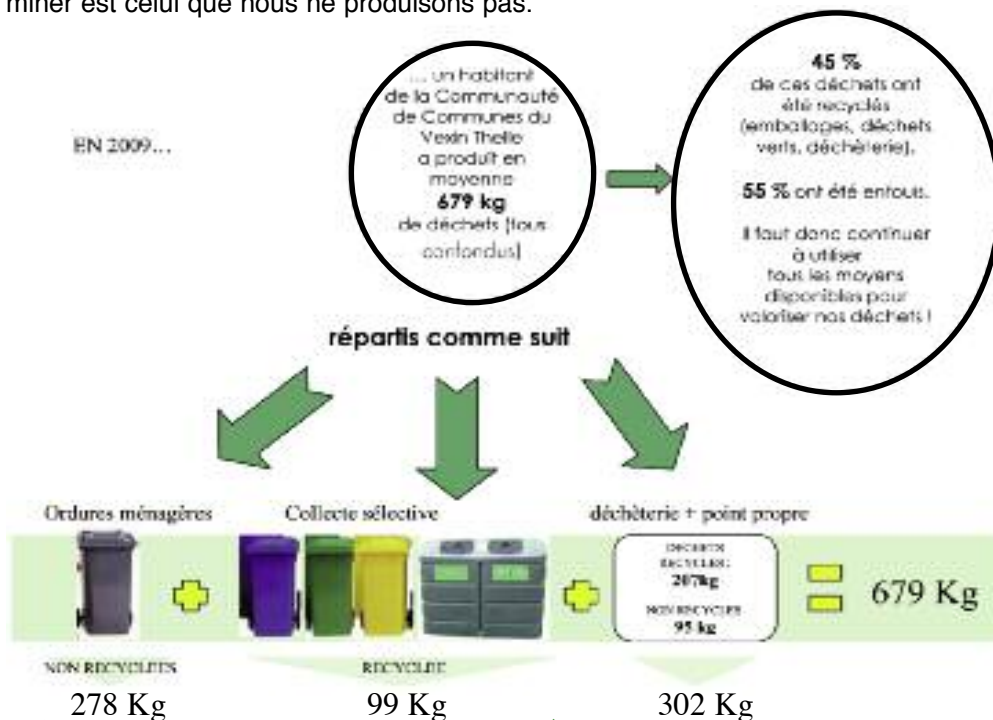 miner est celui que nous ne produisons pas.
EN 2009...
... un habitant
de la Communauté
de Communes du
Vexin Thelle
a produit en
moyenne
679 kg
de déchets (tous
confondus)
45 %
de ces déchets ont
été recyclés
(emballages, déchets
verts, déchèterie).
55 % ont été enfouis.
Il faut donc continuer
à utiliser
tous les moyens
disponibles pour
valoriser nos déchets !
répartis comme suit
Ordures ménagères
Collecte sélective
déchèterie + point propre
DECHETS
RECYCLES:
207kg
NON RECYCLES
95 kg
679 Kg
NON RECYCLEES
RECYCLEE
278 Kg
99 Kg
302 Kg